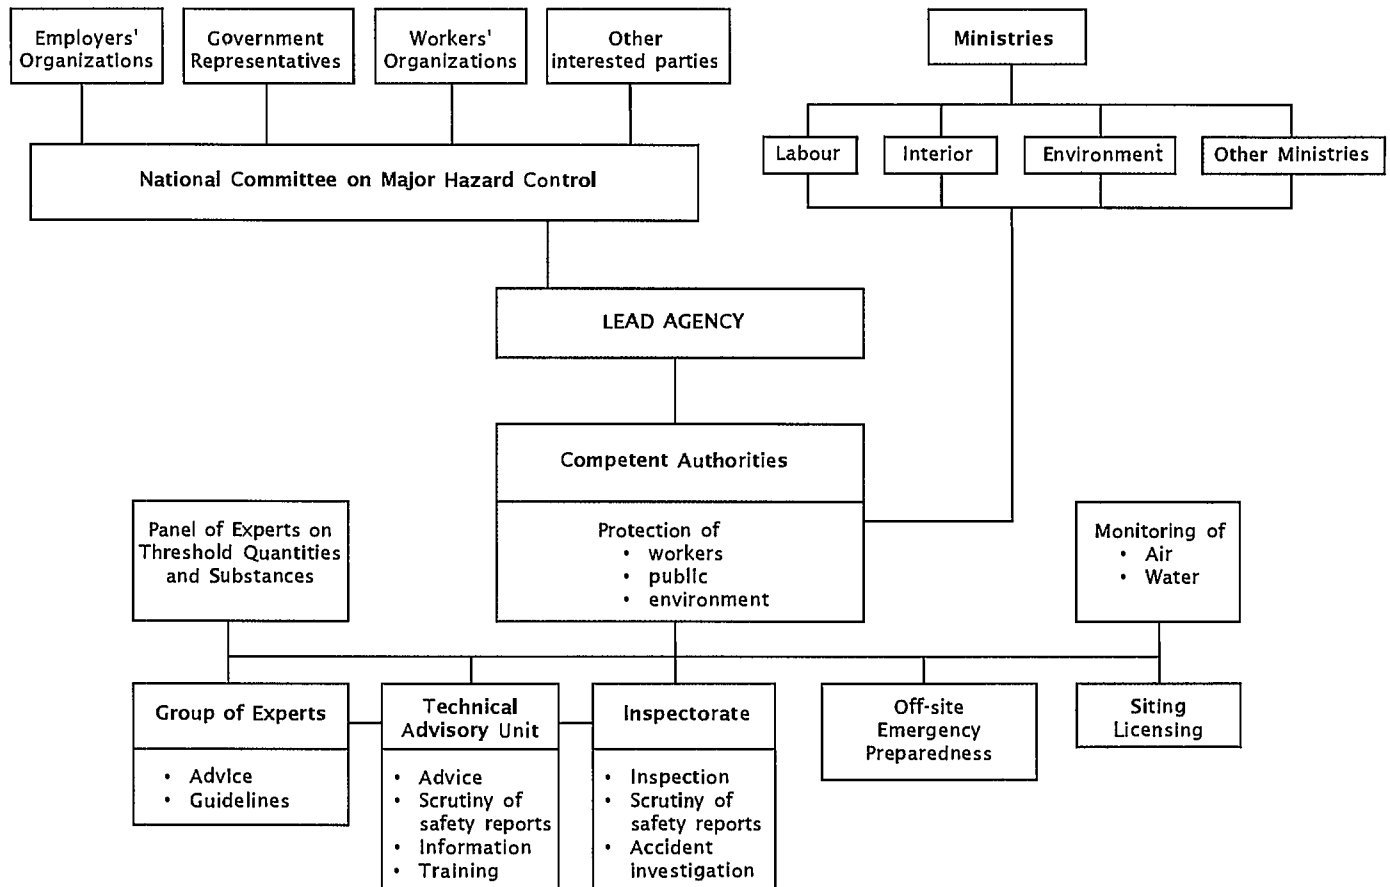 Employers'
Organizations
Government
Representatives
Workers'
Organizations
Other
interested parties
Ministries
Labour
Interior
Environment
Other Ministries
National Committee on Major Hazard Control
LEAD AGENCY
Competent Authorities
Protection of
• workers
• public
• environment
Panel of Experts on
Threshold Quantities
and Substances
Monitoring of
• Air
• Water
Group of Experts
• Advice
• Guidelines
Technical
Advisory Unit
• Advice
• Scrutiny of
safety reports
• Information
• Training
Inspectorate
• Inspection
• Scrutiny of
safety reports
• Accident
investigation
Off-site
Emergency
Preparedness
Siting
Licensing